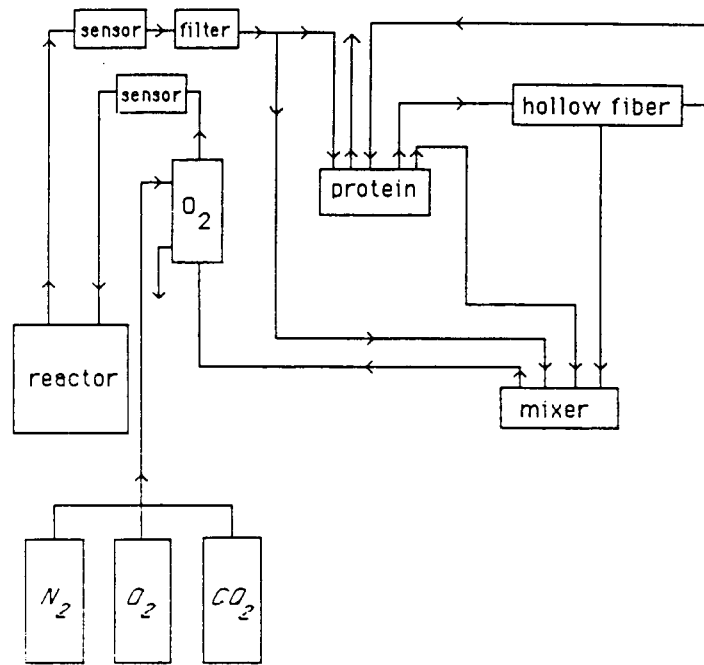 sensor
filter
sensor
hollow fiber
protein
O2
reactor
mixer
N2
O2
CO2